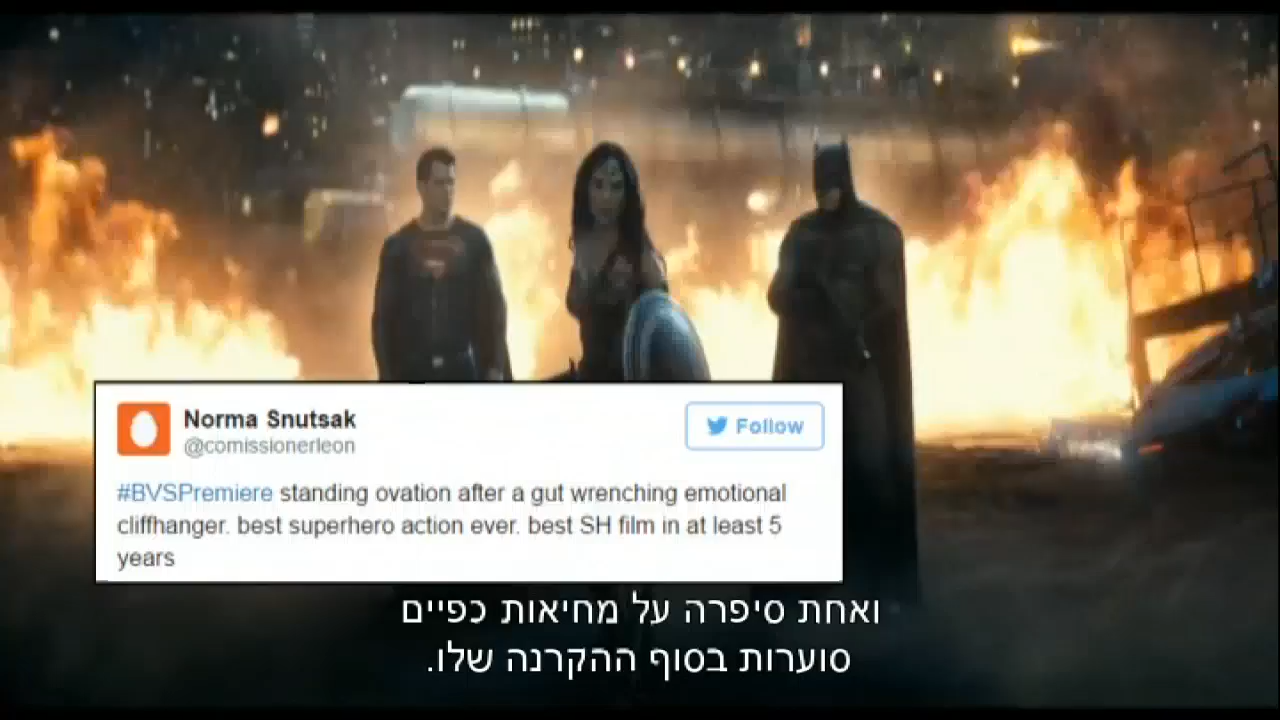 Norma Snutsak
@comissionerleon
Follow
#BVSPremiere standing ovation after a gut wrenching emotional
cliffhanger. best superhero action ever. best SH film in at least 5
years
ואחת סיפרה על מחיאות כפיים
סוערות בסוף ההקרנה שלו.